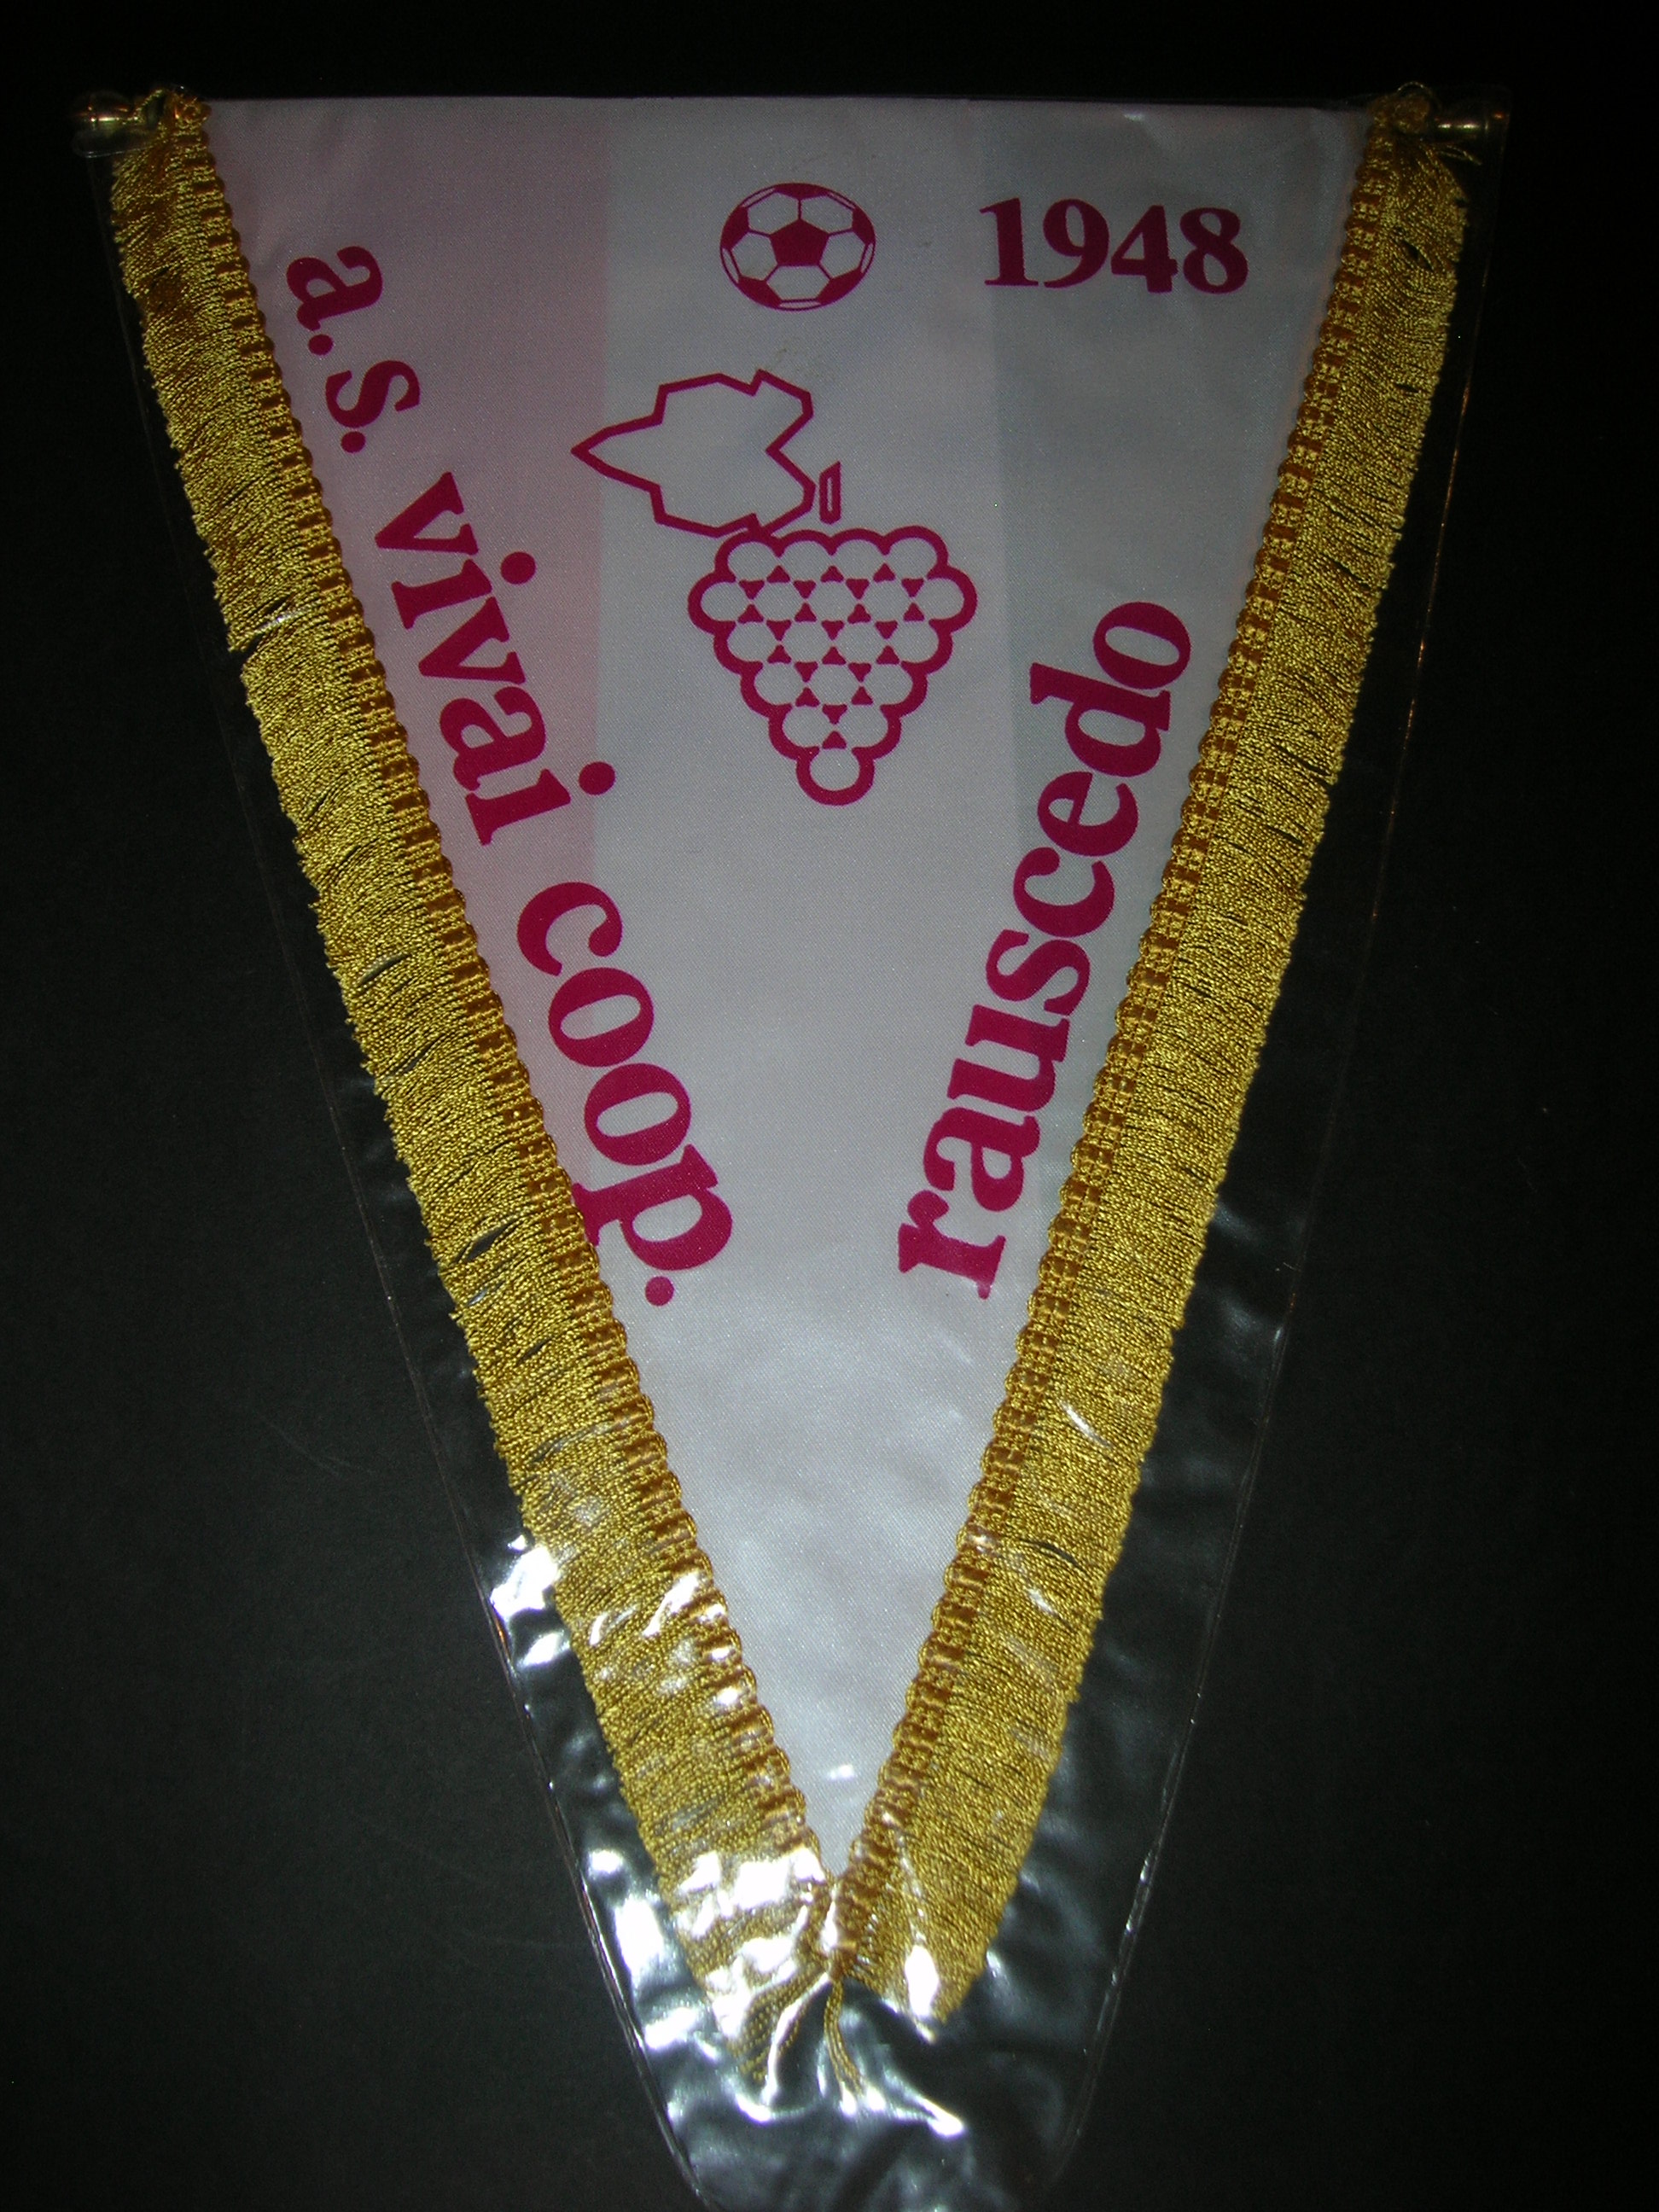 1948
a.s. vivai coop.
rauscedo